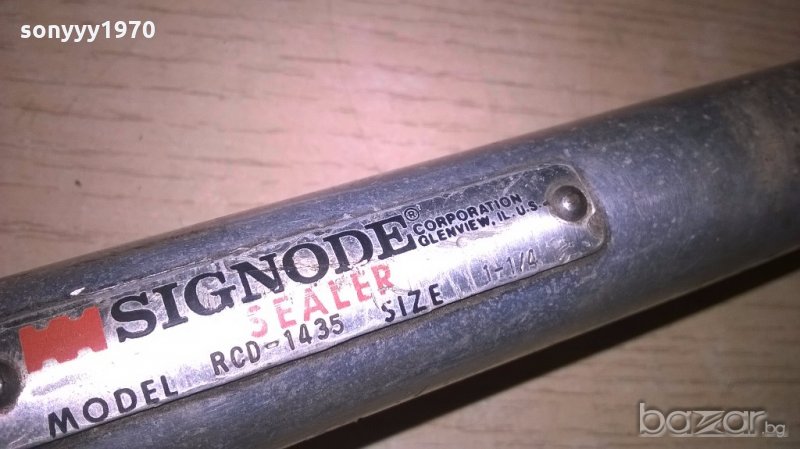 sonyyy1970
SIGNODE® CORPORATION
GLENVIEW, IL. U.S.
SEALER
MODEL RCD-1435 SIZE 1-1/4
bazar.bg